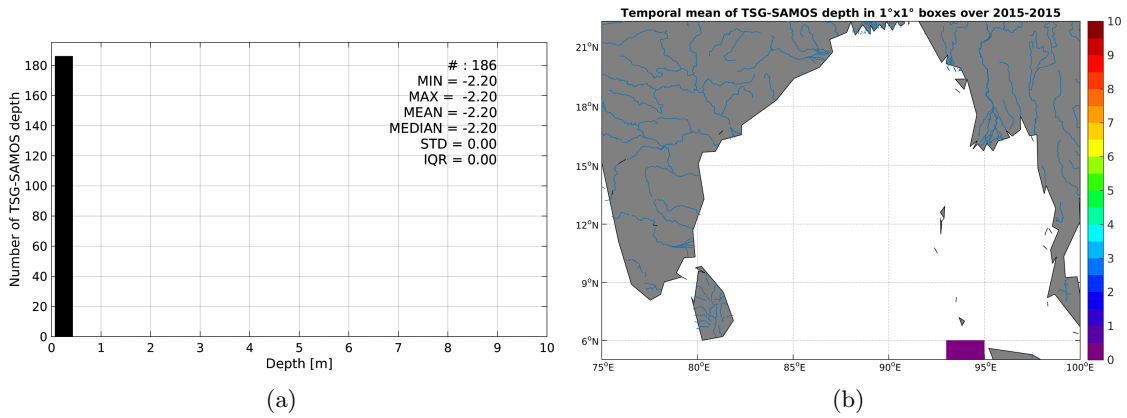 Number of TSG-SAMOS depth
180
160
140
120
100
80
60
40
20
0
# : 186
MIN = -2.20
MAX = -2.20
MEAN = -2.20
MEDIAN = -2.20
STD = 0.00
IQR = 0.00
0 1 2 3 4 5 6 7 8 9 10
Depth [m]
(a)
Temporal mean of TSG-SAMOS depth in 1°x1° boxes over 2015-2015
21°N
18°N
15°N
12°N
9°N
6°N
75°E 80°E 85°E 90°E 95°E 100°E
10
9
8
7
6
5
4
3
2
1
0
(b)